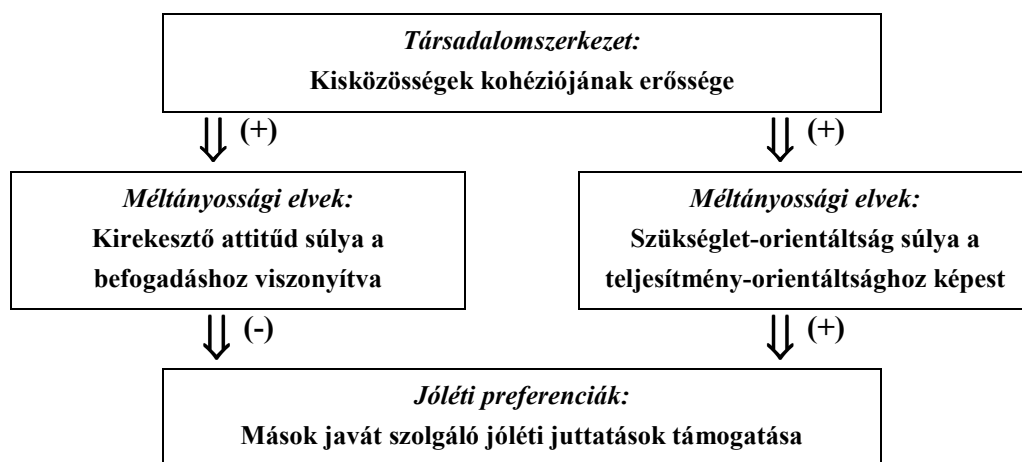 Társadalomszerkezet:
Kisközösségek kohéziójának erőssége
(+)
(+)
Méltányossági elvek:
Kirekesztő attitűd súlya a
befogadáshoz viszonyítva
Méltányossági elvek:
Szükséglet-orientáltság súlya a
teljesítmény-orientáltsághoz képest
(-)
(+)
Jóléti preferenciák:
Mások javát szolgáló jóléti juttatások támogatása